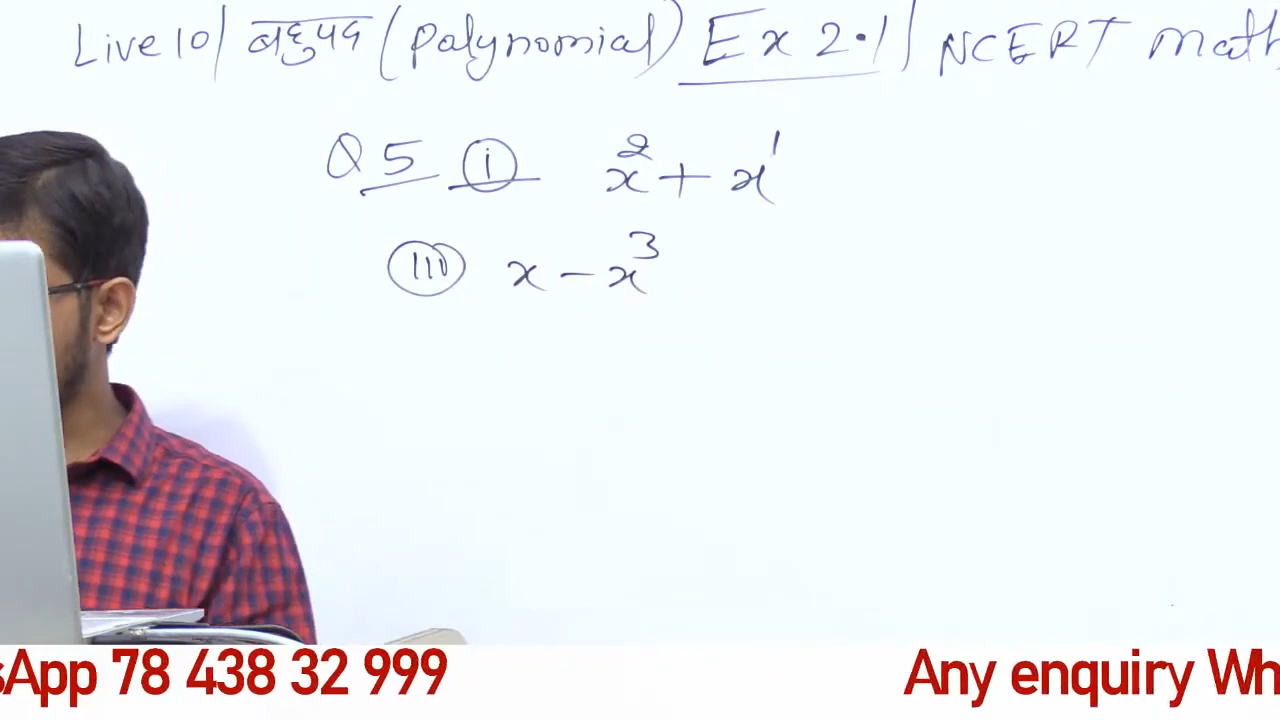 Live 10 | बहुपद (Polynomial) Ex 2.1 | NCERT math
Q 5 (i) x² + x¹
(iii) x - x³
sApp 78 438 32 999 Any enquiry Wh